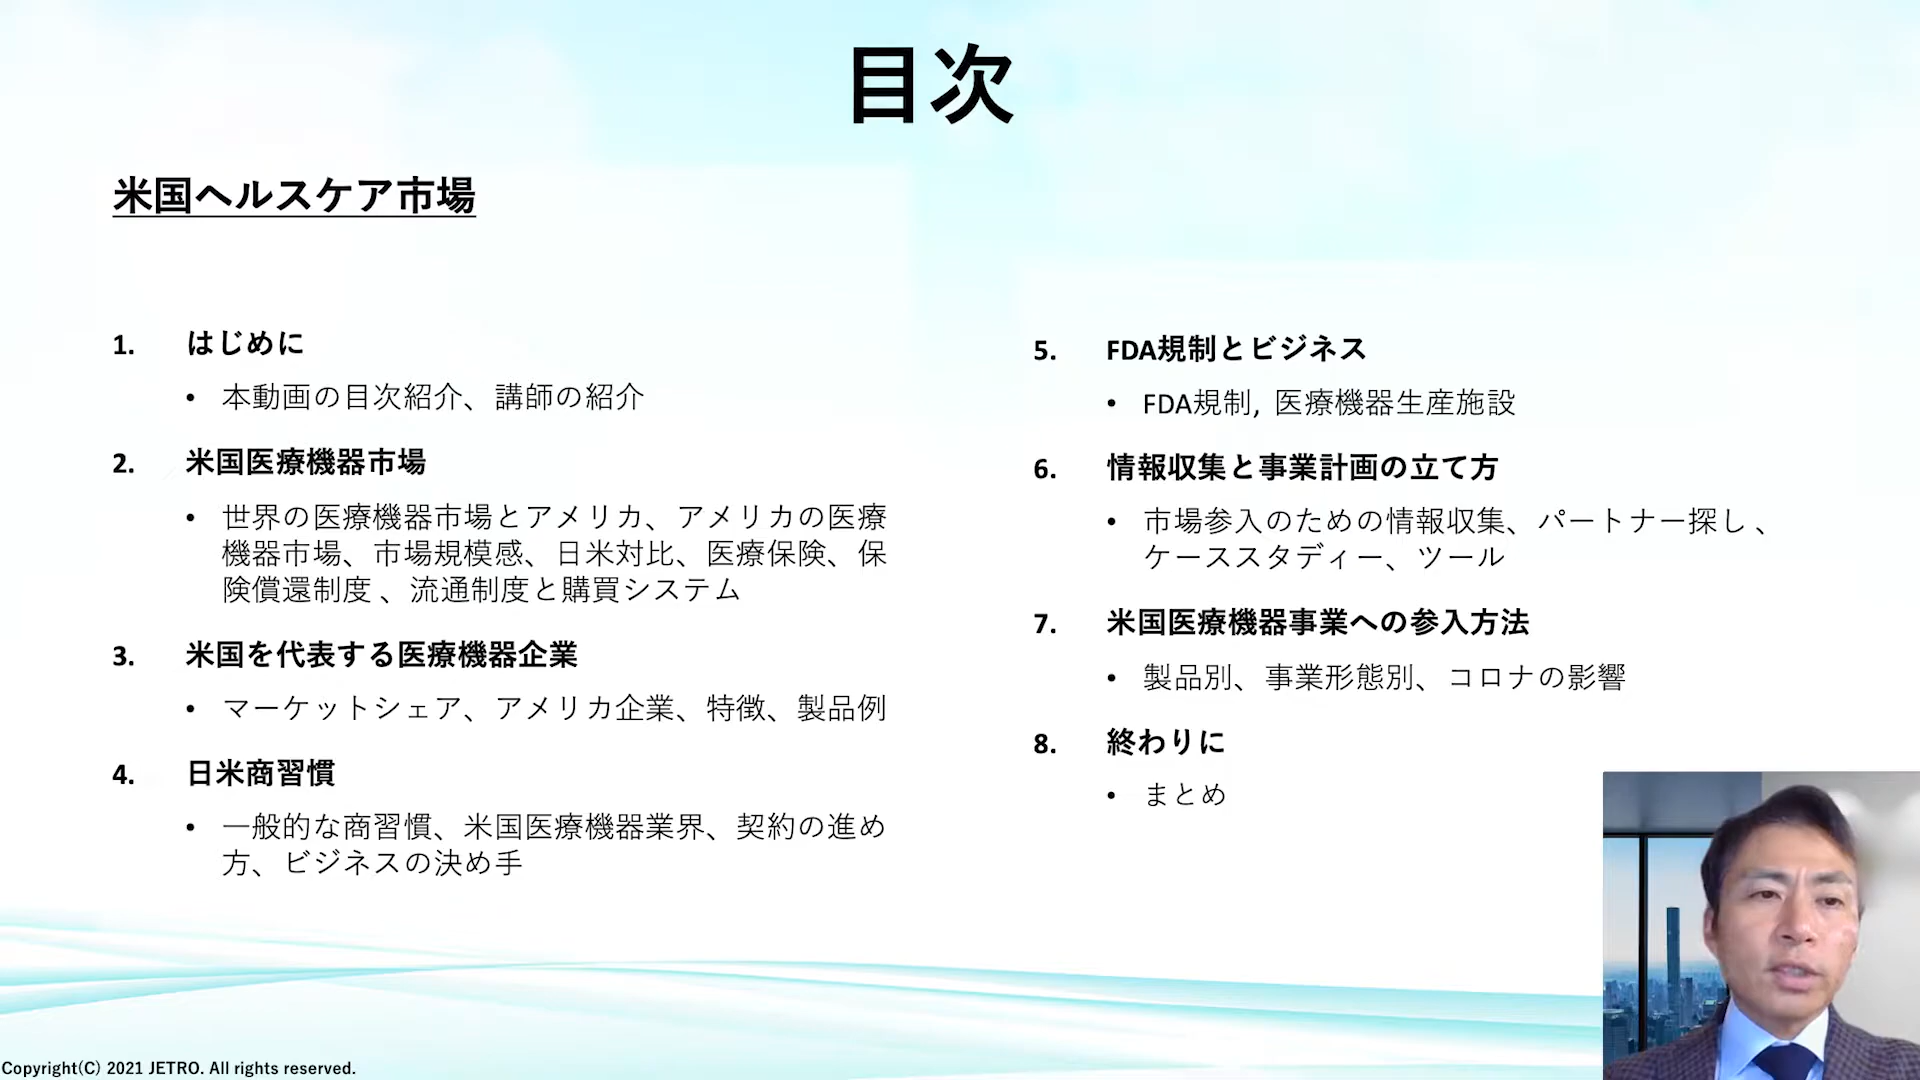 目次
米国ヘルスケア市場
1. はじめに
• 本動画の目次紹介、講師の紹介
2. 米国医療機器市場
• 世界の医療機器市場とアメリカ、アメリカの医療
機器市場、市場規模感、日米対比、医療保険、保
険償還制度 、流通制度と購買システム
3. 米国を代表する医療機器企業
• マーケットシェア、アメリカ企業、特徴、製品例
4. 日米商習慣
• 一般的な商習慣、米国医療機器業界、契約の進め
方、ビジネスの決め手
5. FDA規制とビジネス
• FDA規制, 医療機器生産施設
6. 情報収集と事業計画の立て方
• 市場参入のための情報収集、パートナー探し 、
ケーススタディー、ツール
7. 米国医療機器事業への参入方法
• 製品別、事業形態別、コロナの影響
8. 終わりに
• まとめ
Copyright(C) 2021 JETRO. All rights reserved.